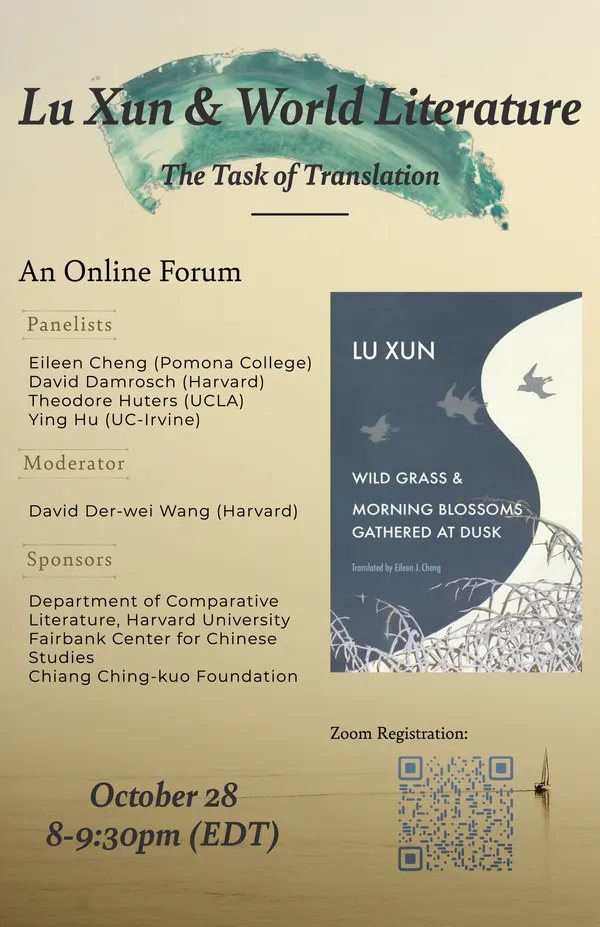 Lu Xun & World Literature
The Task of Translation
An Online Forum
Panelists
Eileen Cheng (Pomona College)
David Damrosch (Harvard)
Theodore Huters (UCLA)
Ying Hu (UC-Irvine)
Moderator
David Der-wei Wang (Harvard)
Sponsors
Department of Comparative
Literature, Harvard University
Fairbank Center for Chinese
Studies
Chiang Ching-kuo Foundation
LU XUN
WILD GRASS &
MORNING BLOSSOMS
GATHERED AT DUSK
Translated by Eileen J. Cheng
Zoom Registration:
October 28
8-9:30pm (EDT)